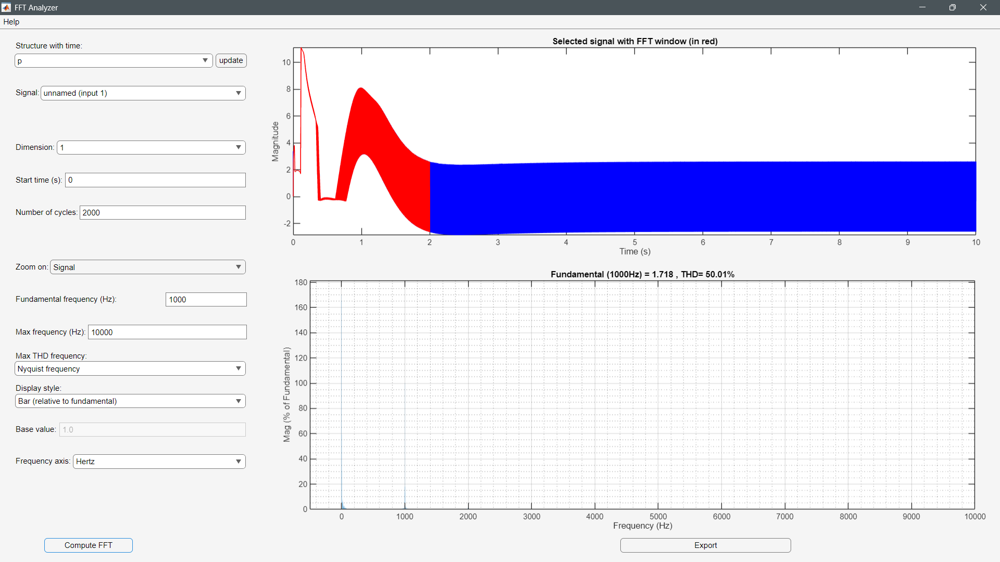 FFT Analyzer
Help
Structure with time:
p
update
Signal: unnamed (input 1)
Dimension: 1
Start time (s): 0
Number of cycles: 2000
Zoom on: Signal
Fundamental frequency (Hz): 1000
Max frequency (Hz): 10000
Max THD frequency:
Nyquist frequency
Display style:
Bar (relative to fundamental)
Base value: 1.0
Frequency axis: Hertz
Compute FFT
Selected signal with FFT window (in red)
Magnitude
10
8
6
4
2
0
-2
0 1 2 3 4 5 6 7 8 9 10
Time (s)
Fundamental (1000Hz) = 1.718 , THD= 50.01%
Mag (% of Fundamental)
180
160
140
120
100
80
60
40
20
0
0 1000 2000 3000 4000 5000 6000 7000 8000 9000 10000
Frequency (Hz)
Export